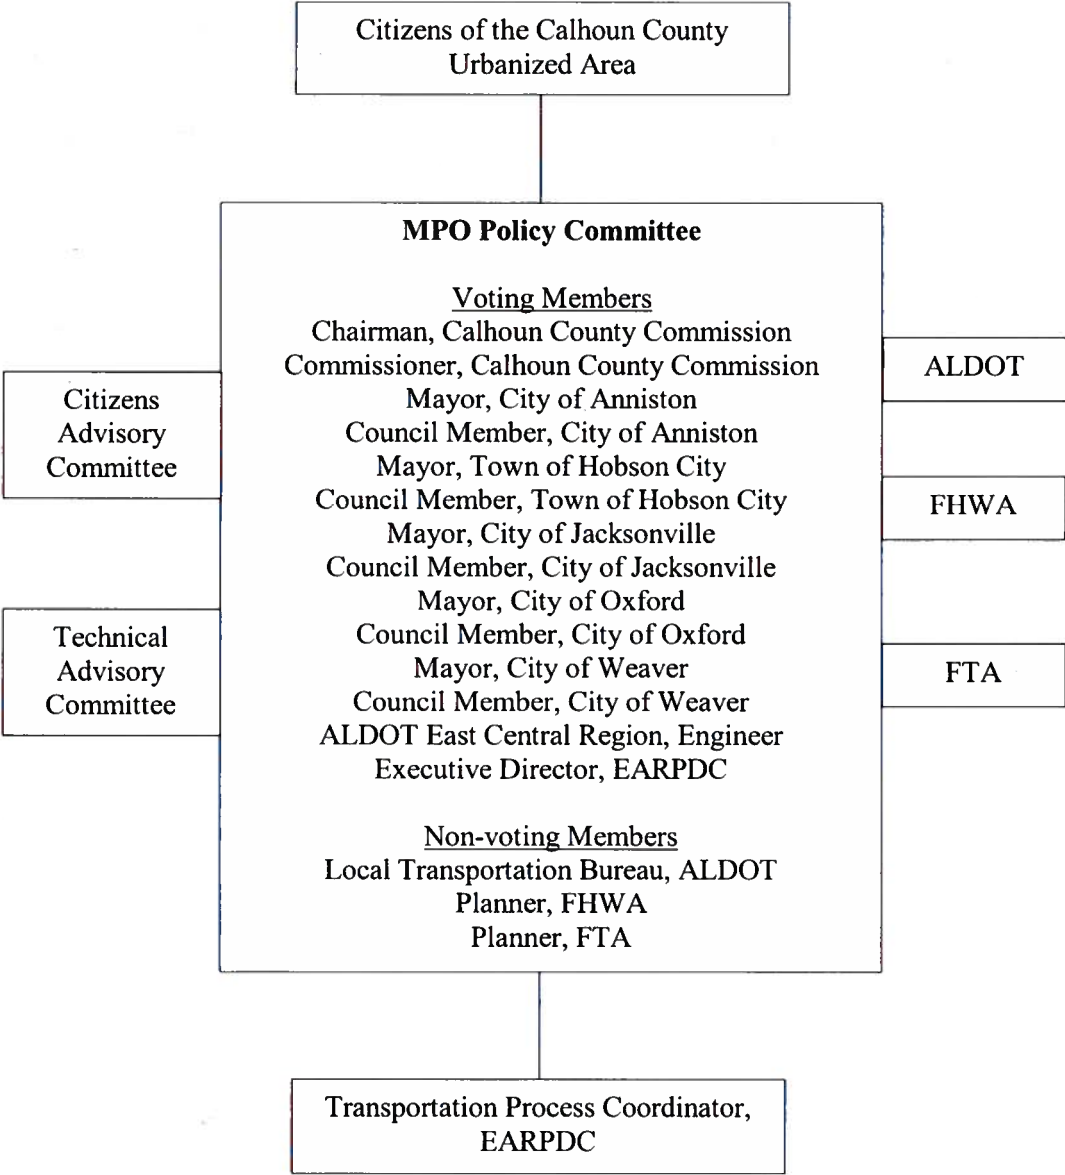 Citizens of the Calhoun County
Urbanized Area
MPO Policy Committee
Voting Members
Chairman, Calhoun County Commission
Commissioner, Calhoun County Commission
Mayor, City of Anniston
Council Member, City of Anniston
Mayor, Town of Hobson City
Council Member, Town of Hobson City
Mayor, City of Jacksonville
Council Member, City of Jacksonville
Mayor, City of Oxford
Council Member, City of Oxford
Mayor, City of Weaver
Council Member, City of Weaver
ALDOT East Central Region, Engineer
Executive Director, EARPDC
Non-voting Members
Local Transportation Bureau, ALDOT
Planner, FHWA
Planner, FTA
Citizens
Advisory
Committee
Technical
Advisory
Committee
ALDOT
FHWA
FTA
Transportation Process Coordinator,
EARPDC